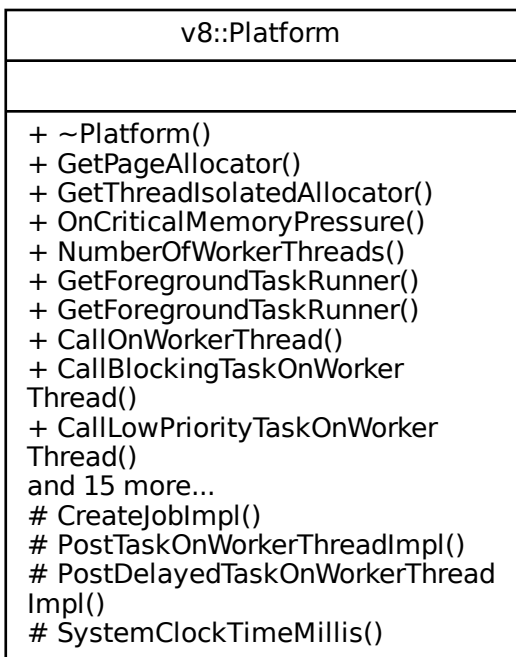 v8::Platform
+ ~Platform()
+ GetPageAllocator()
+ GetThreadIsolatedAllocator()
+ OnCriticalMemoryPressure()
+ NumberOfWorkerThreads()
+ GetForegroundTaskRunner()
+ GetForegroundTaskRunner()
+ CallOnWorkerThread()
+ CallBlockingTaskOnWorker
Thread()
+ CallLowPriorityTaskOnWorker
Thread()
and 15 more...
# CreateJobImpl()
# PostTaskOnWorkerThreadImpl()
# PostDelayedTaskOnWorkerThread
Impl()
# SystemClockTimeMillis()